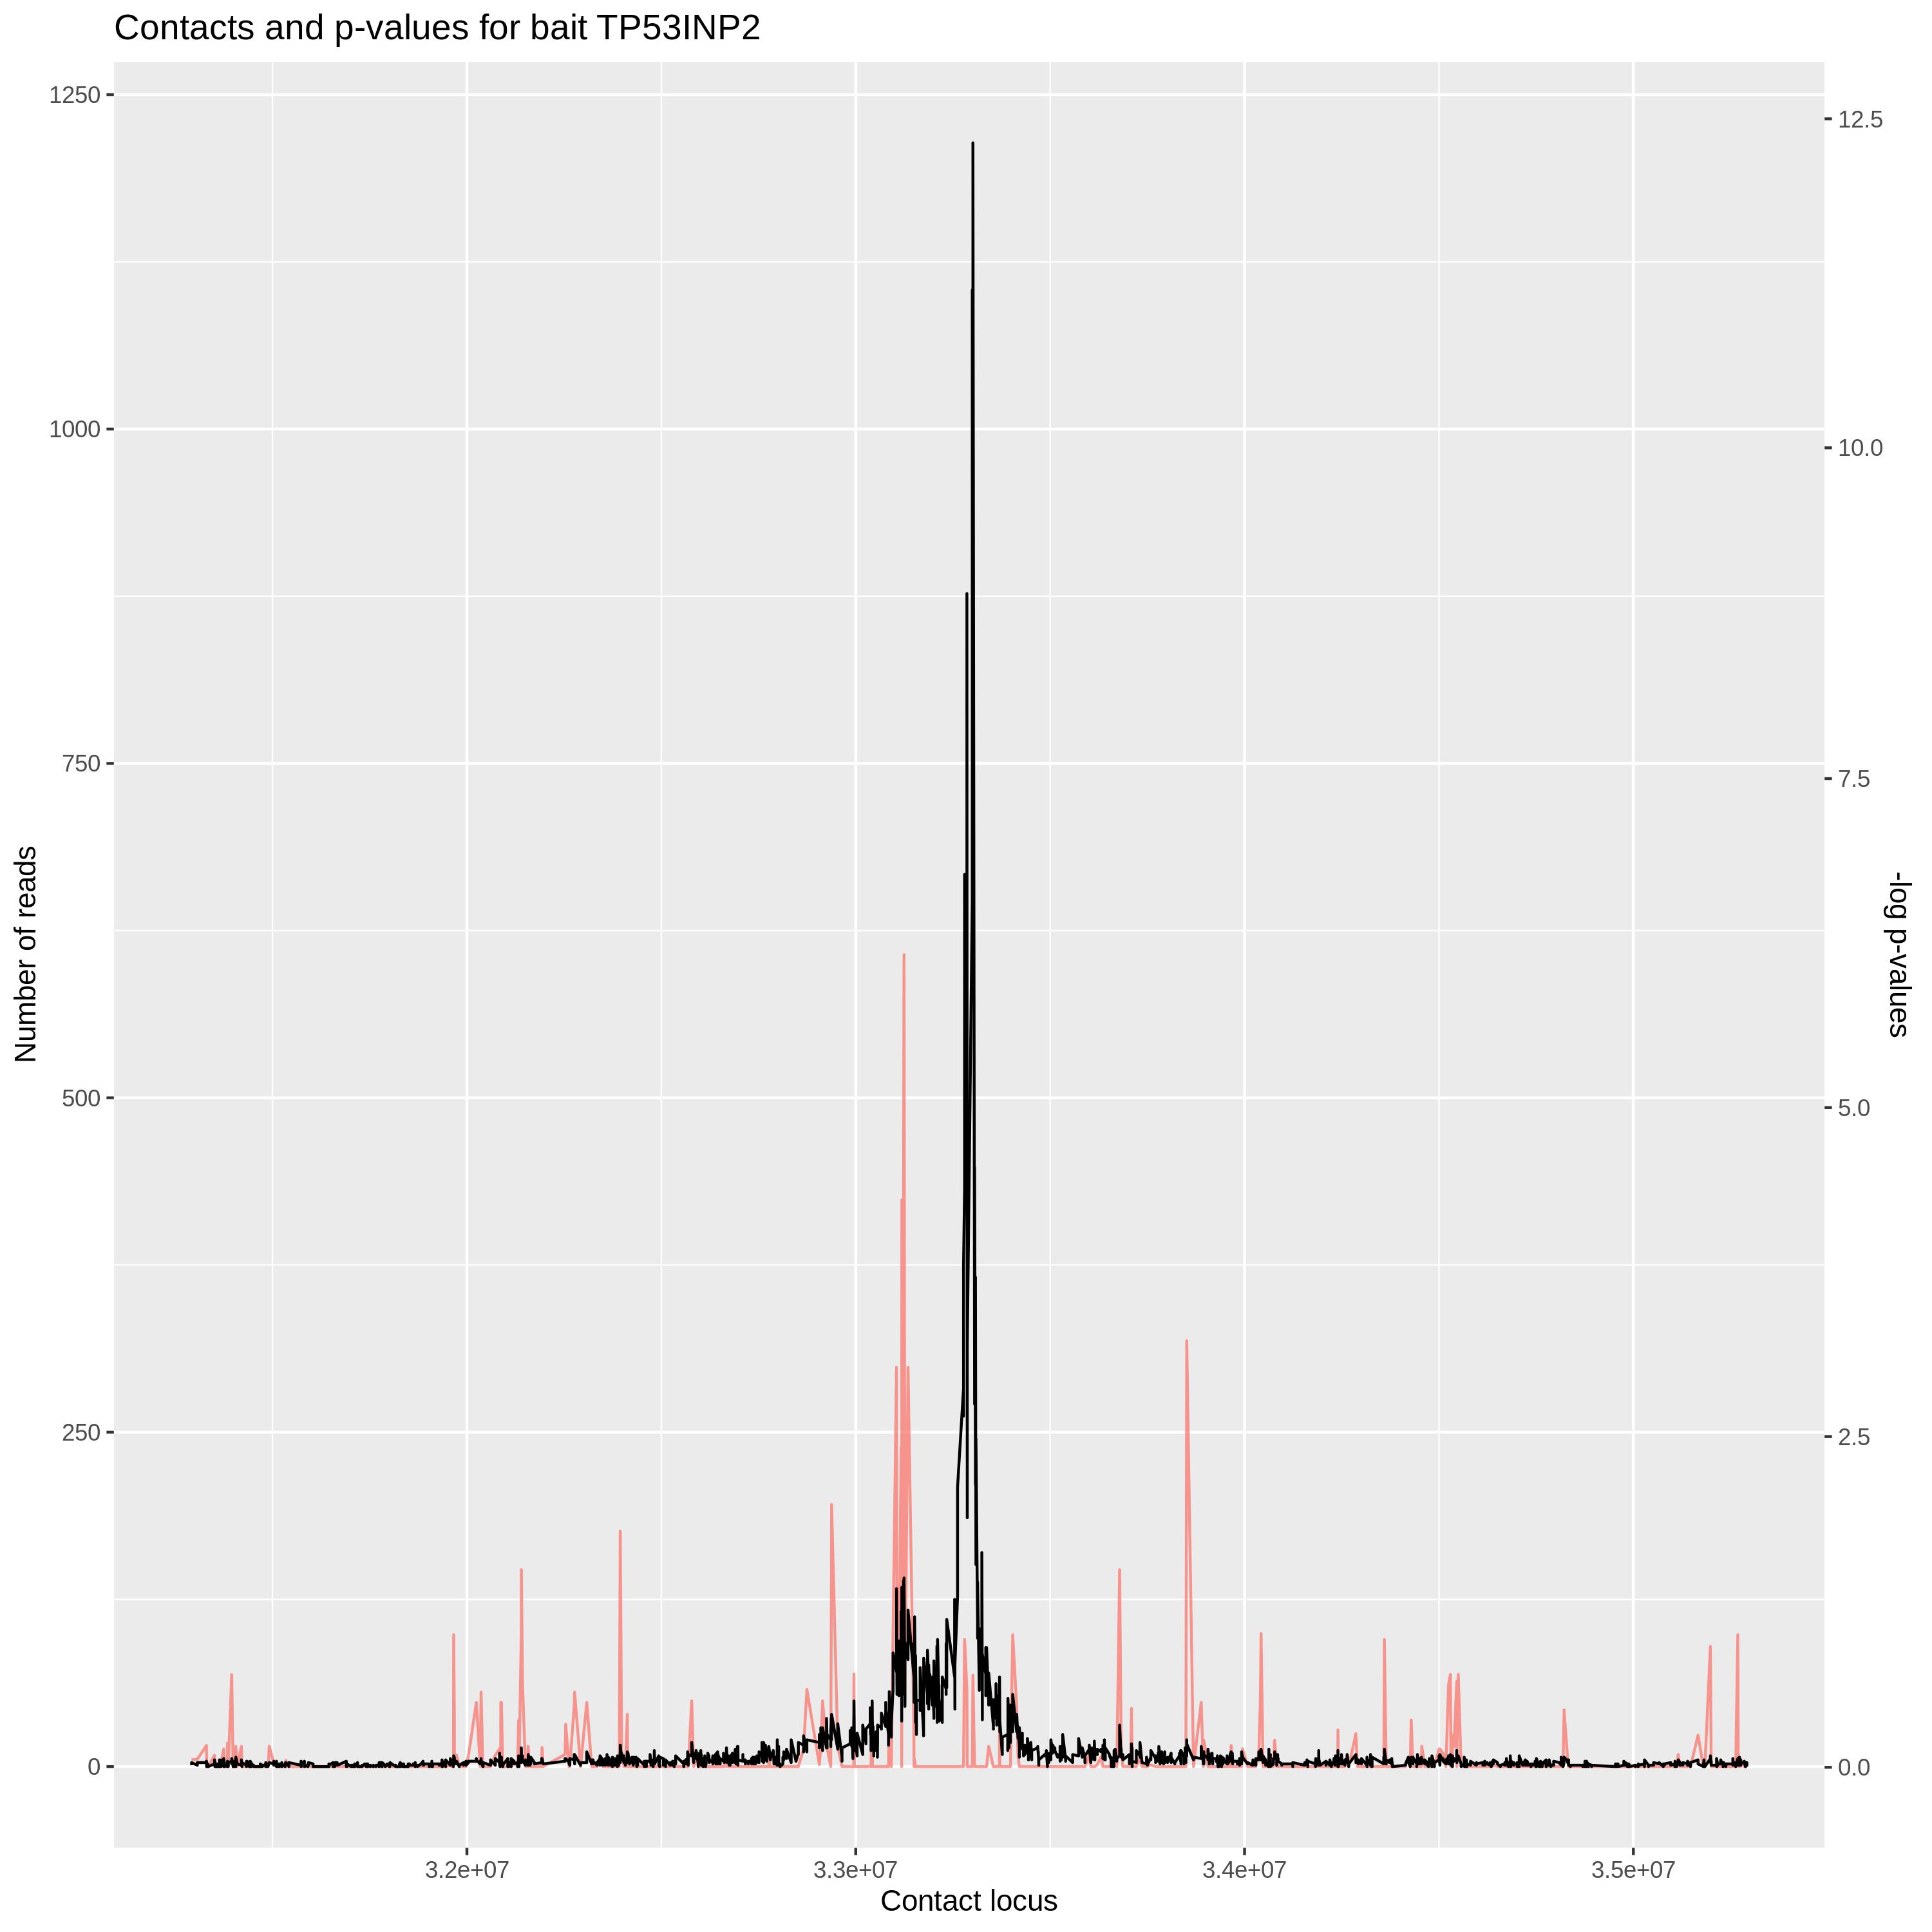 Contacts and p-values for bait TP53INP2
1250
1000
750
500
250
0
Number of reads
12.5
10.0
7.5
5.0
2.5
0.0
-log p-values
3.2e+07
3.3e+07
3.4e+07
3.5e+07
Contact locus